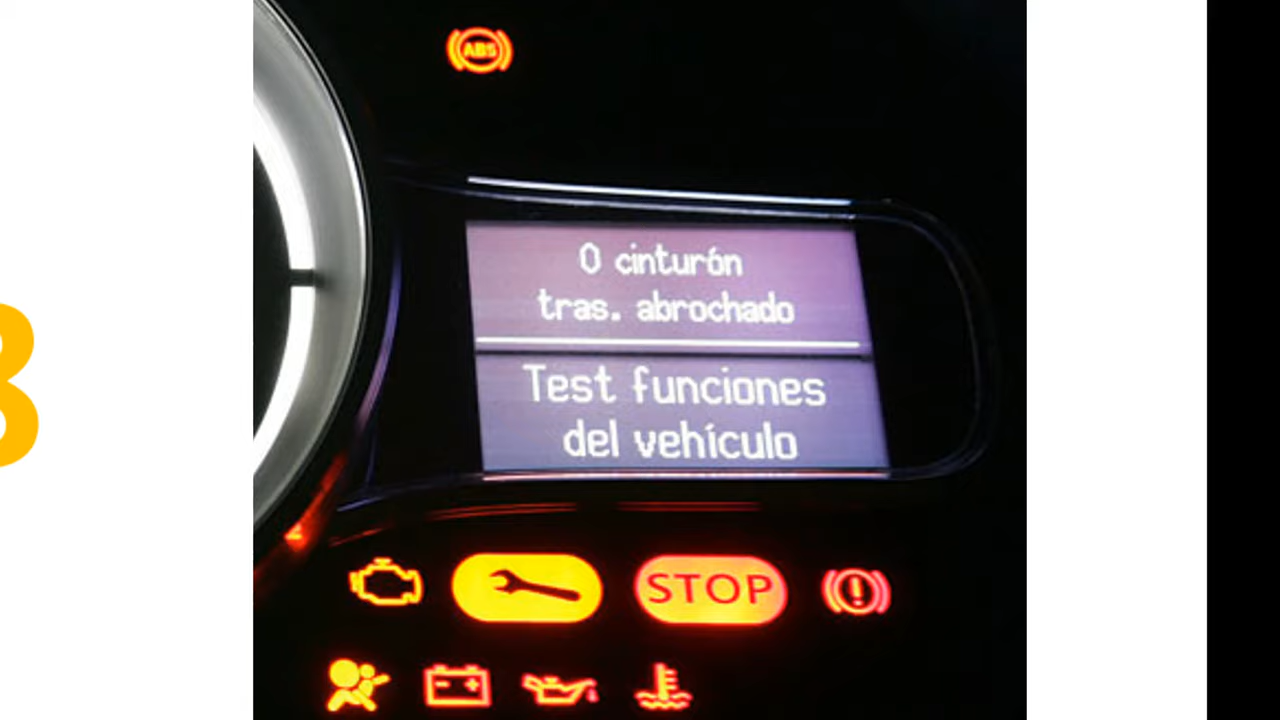 ABS
0 cinturón
tras. abrochado
Test funciones
del vehículo
STOP